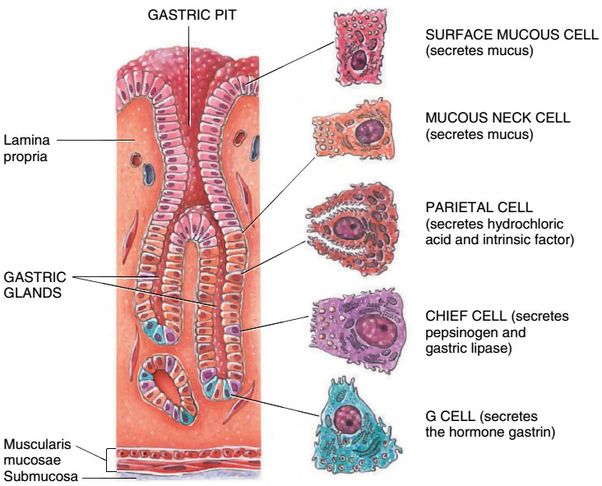 GASTRIC PIT
SURFACE MUCOUS CELL
(secretes mucus)
MUCOUS NECK CELL
(secretes mucus)
Lamina
propria
PARIETAL CELL
(secretes hydrochloric
acid and intrinsic factor)
GASTRIC
GLANDS
CHIEF CELL (secretes
pepsinogen and
gastric lipase)
G CELL (secretes
the hormone gastrin)
Muscularis
mucosae
Submucosa